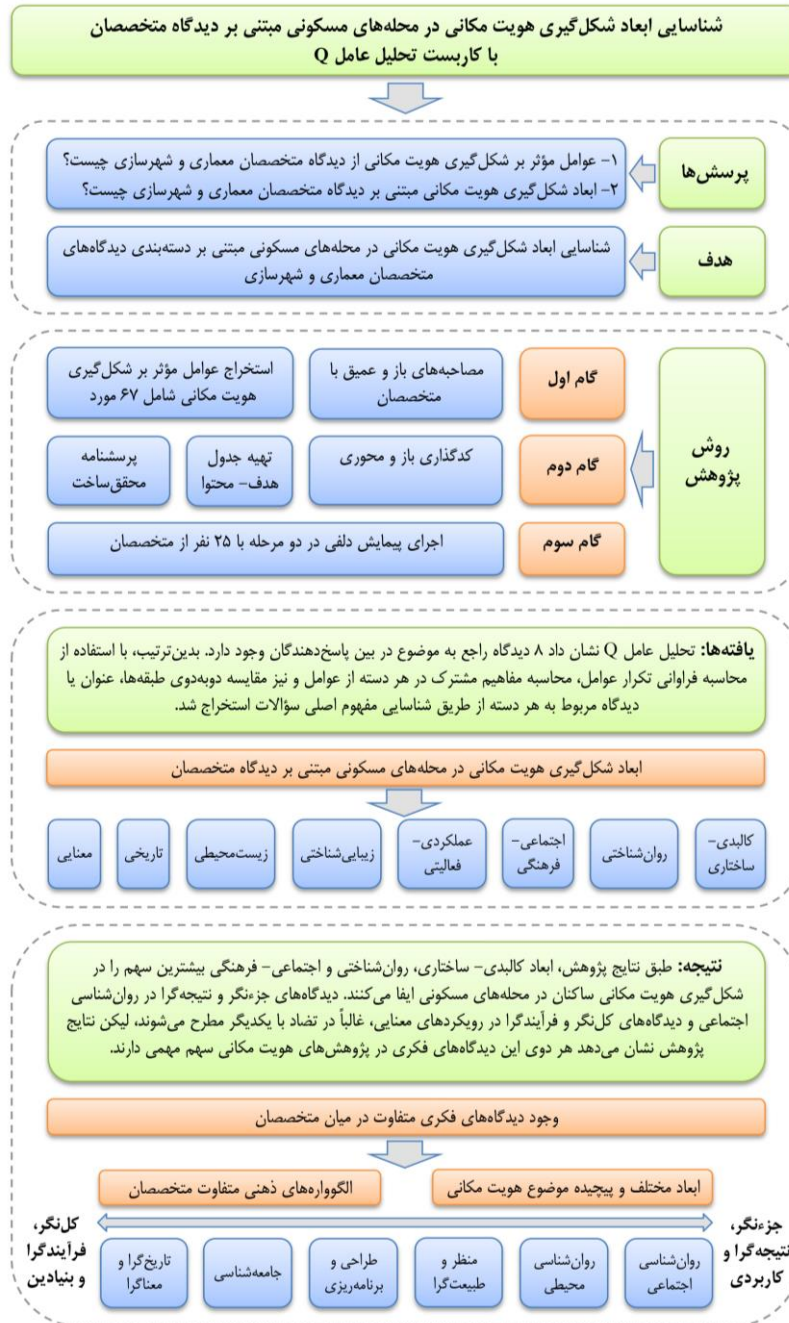 شناسایی ابعاد شکل‌گیری هویت مکانی در محله‌های مسکونی مبتنی بر دیدگاه متخصصان
با کاربست تحلیل عامل Q
پرسش‌ها
۱- عوامل مؤثر بر شکل‌گیری هویت مکانی از دیدگاه متخصصان معماری و شهرسازی چیست؟
۲- ابعاد شکل‌گیری هویت مکانی مبتنی بر دیدگاه متخصصان معماری و شهرسازی چیست؟
هدف
شناسایی ابعاد شکل‌گیری هویت مکانی در محله‌های مسکونی مبتنی بر دسته‌بندی دیدگاه‌های
متخصصان معماری و شهرسازی
روش
پژوهش
گام اول
مصاحبه‌های باز و عمیق با
متخصصان
استخراج عوامل مؤثر بر شکل‌گیری
هویت مکانی شامل ۶۷ مورد
گام دوم
کدگذاری باز و محوری
تهیه جدول
هدف- محتوا
پرسشنامه
محقق‌ساخت
گام سوم
اجرای پیمایش دلفی در دو مرحله با ۲۵ نفر از متخصصان
یافته‌ها: تحلیل عامل Q نشان داد ۸ دیدگاه راجع به موضوع در بین پاسخ‌دهندگان وجود دارد. بدین‌ترتیب، با استفاده از
محاسبه فراوانی تکرار عوامل، محاسبه مفاهیم مشترک در هر دسته از عوامل و نیز مقایسه دوبه‌دوی طبقه‌ها، عنوان یا
دیدگاه مربوط به هر دسته از طریق شناسایی مفهوم اصلی سؤالات استخراج شد.
ابعاد شکل‌گیری هویت مکانی در محله‌های مسکونی مبتنی بر دیدگاه متخصصان
کالبدی-
ساختاری
روان‌شناختی
اجتماعی-
فرهنگی
عملکردی-
فعالیتی
زیبایی‌شناختی
زیست‌محیطی
تاریخی
معنایی
نتیجه: طبق نتایج پژوهش، ابعاد کالبدی- ساختاری، روان‌شناختی و اجتماعی- فرهنگی بیشترین سهم را در
شکل‌گیری هویت مکانی ساکنان در محله‌های مسکونی ایفا می‌کنند. دیدگاه‌های جزءنگر و نتیجه‌گرا در روان‌شناسی
اجتماعی و دیدگاه‌های کل‌نگر و فرآیندگرا در رویکردهای معنایی، غالباً در تضاد با یکدیگر مطرح می‌شوند، لیکن نتایج
پژوهش نشان می‌دهد هر دوی این دیدگاه‌های فکری در پژوهش‌های هویت مکانی سهم مهمی دارند.
وجود دیدگاه‌های فکری متفاوت در میان متخصصان
ابعاد مختلف و پیچیده موضوع هویت مکانی
الگوواره‌های ذهنی متفاوت متخصصان
جزءنگر،
نتیجه‌گرا و
کاربردی
روان‌شناسی
اجتماعی
روان‌شناسی
محیطی
منظر و
طبیعت‌گرا
طراحی و
برنامه‌ریزی
جامعه‌شناسی
تاریخ‌گرا و
معناگرا
کل‌نگر،
فرآیندگرا
و بنیادین